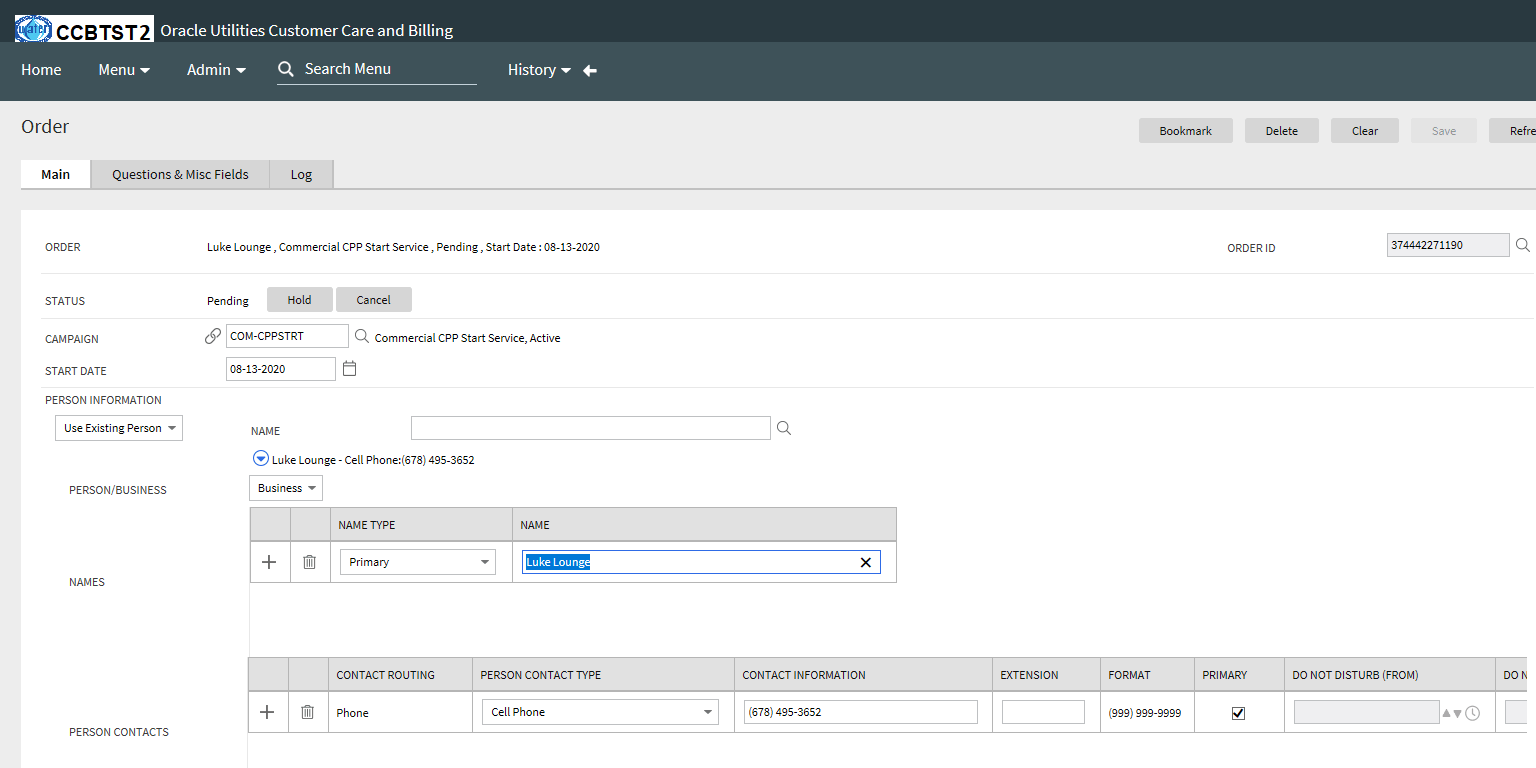 water CCBTST2 Oracle Utilities Customer Care and Billing
Home Menu Admin Search Menu History
Order Bookmark Delete Clear Save Refre
Main Questions & Misc Fields Log
ORDER Luke Lounge , Commercial CPP Start Service , Pending , Start Date : 08-13-2020 ORDER ID 374442271190
STATUS Pending Hold Cancel
CAMPAIGN COM-CPPSTRT Commercial CPP Start Service, Active
START DATE 08-13-2020
PERSON INFORMATION
Use Existing Person NAME
Luke Lounge - Cell Phone:(678) 495-3652
PERSON/BUSINESS Business
NAME TYPE NAME
Primary Luke Lounge
NAMES
CONTACT ROUTING PERSON CONTACT TYPE CONTACT INFORMATION EXTENSION FORMAT PRIMARY DO NOT DISTURB (FROM) DO N
Phone Cell Phone (678) 495-3652 (999) 999-9999
PERSON CONTACTS